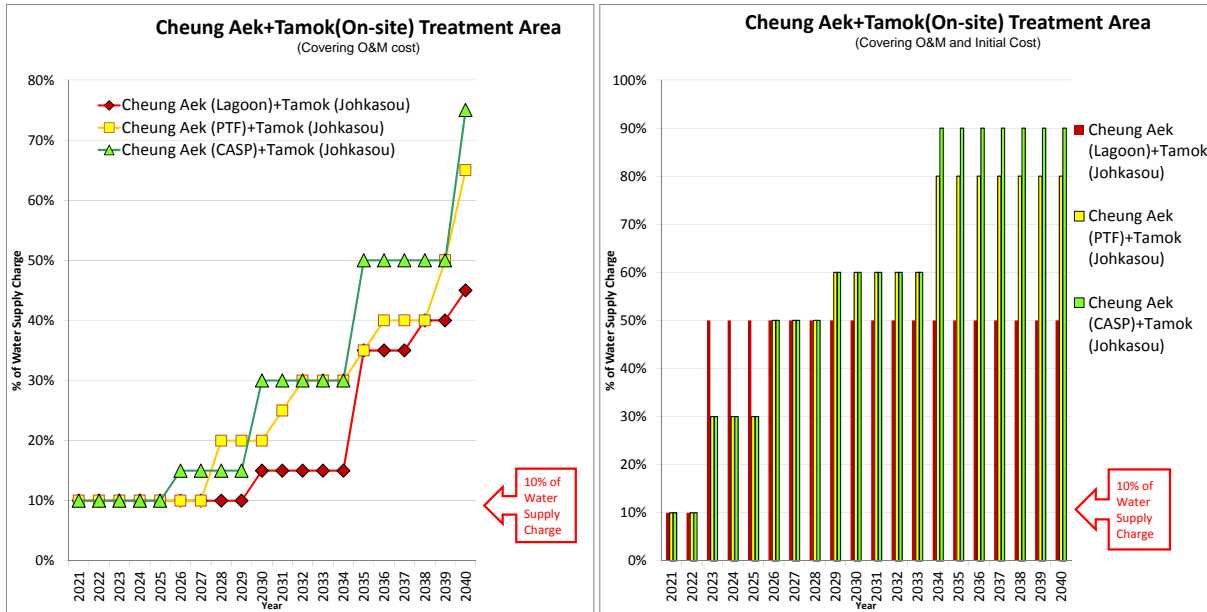 Cheung Aek+Tamok(On-site) Treatment Area
(Covering O&M cost)
80%
70%
60%
50%
40%
30%
20%
10%
0%
% of Water Supply Charge
Cheung Aek (Lagoon)+Tamok (Johkasou)
Cheung Aek (PTF)+Tamok (Johkasou)
Cheung Aek (CASP)+Tamok (Johkasou)
10% of
Water
Supply
Charge
2021
2022
2023
2024
2025
2026
2027
2028
2029
2030
2031
2032
2033
2034
2035
2036
2037
2038
2039
2040
Year
Cheung Aek+Tamok(On-site) Treatment Area
(Covering O&M and Initial Cost)
100%
90%
80%
70%
60%
50%
40%
30%
20%
10%
0%
% of Water Supply Charge
Cheung Aek
(Lagoon)+Tamok
(Johkasou)
Cheung Aek
(PTF)+Tamok
(Johkasou)
Cheung Aek
(CASP)+Tamok
(Johkasou)
10% of
Water
Supply
Charge
2021
2022
2023
2024
2025
2026
2027
2028
2029
2030
2031
2032
2033
2034
2035
2036
2037
2038
2039
2040
Year